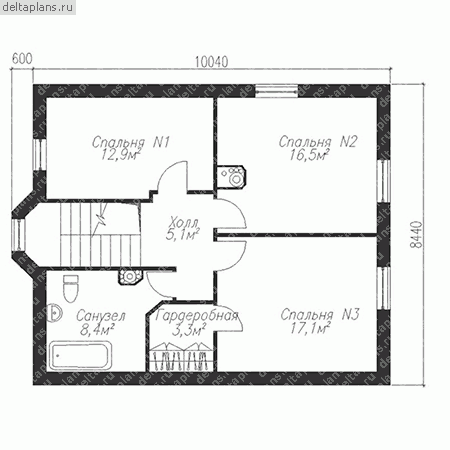 deltaplans.ru
600
10040
Спальня N1
12,9м²
Спальня N2
16,5м²
Холл
5,1м²
8440
Санузел
8,4м²
Гардеробная
3,3м²
Спальня N3
17,1м²